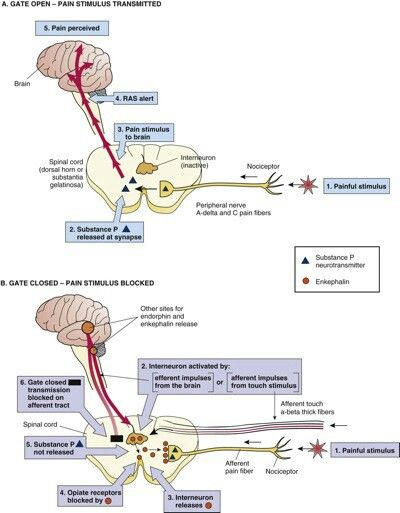 A. GATE OPEN – PAIN STIMULUS TRANSMITTED
5. Pain perceived
Brain
4. RAS alert
3. Pain stimulus
to brain
Spinal cord
(dorsal horn or
substantia
gelatinosa)
Interneuron
(inactive)
Nociceptor
1. Painful stimulus
2. Substance P
released at synapse
Peripheral nerve
A-delta and C pain fibers
Substance P
neurotransmitter
Enkephalin
B. GATE CLOSED – PAIN STIMULUS BLOCKED
Other sites for
endorphin and
enkephalin release
2. Interneuron activated by:
efferent impulses
from the brain
or
afferent impulses
from touch stimulus
6. Gate closed
transmission
blocked on
afferent tract
Afferent touch
a-beta thick fibers
Spinal cord
5. Substance P
not released
1. Painful stimulus
Afferent
pain fiber
Nociceptor
4. Opiate receptors
blocked by
3. Interneuron
releases